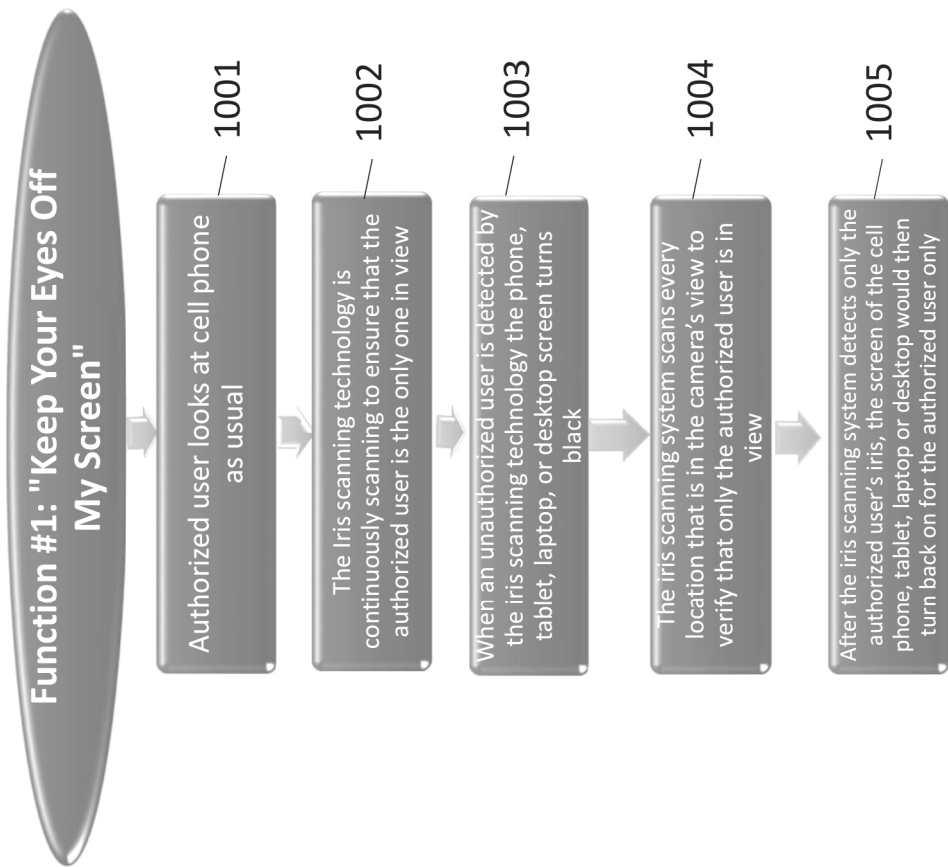 Function #1: "Keep Your Eyes Off
My Screen"
Authorized user looks at cell phone
as usual
1001
The Iris scanning technology is
continuously scanning to ensure that the
authorized user is the only one in view
1002
When an unauthorized user is detected by
the iris scanning technology the phone,
tablet, laptop, or desktop screen turns
black
1003
The iris scanning system scans every
location that is in the camera's view to
verify that only the authorized user is in
view
1004
After the iris scanning system detects only the
authorized user's iris, the screen of the cell
phone, tablet, laptop or desktop would then
turn back on for the authorized user only
1005